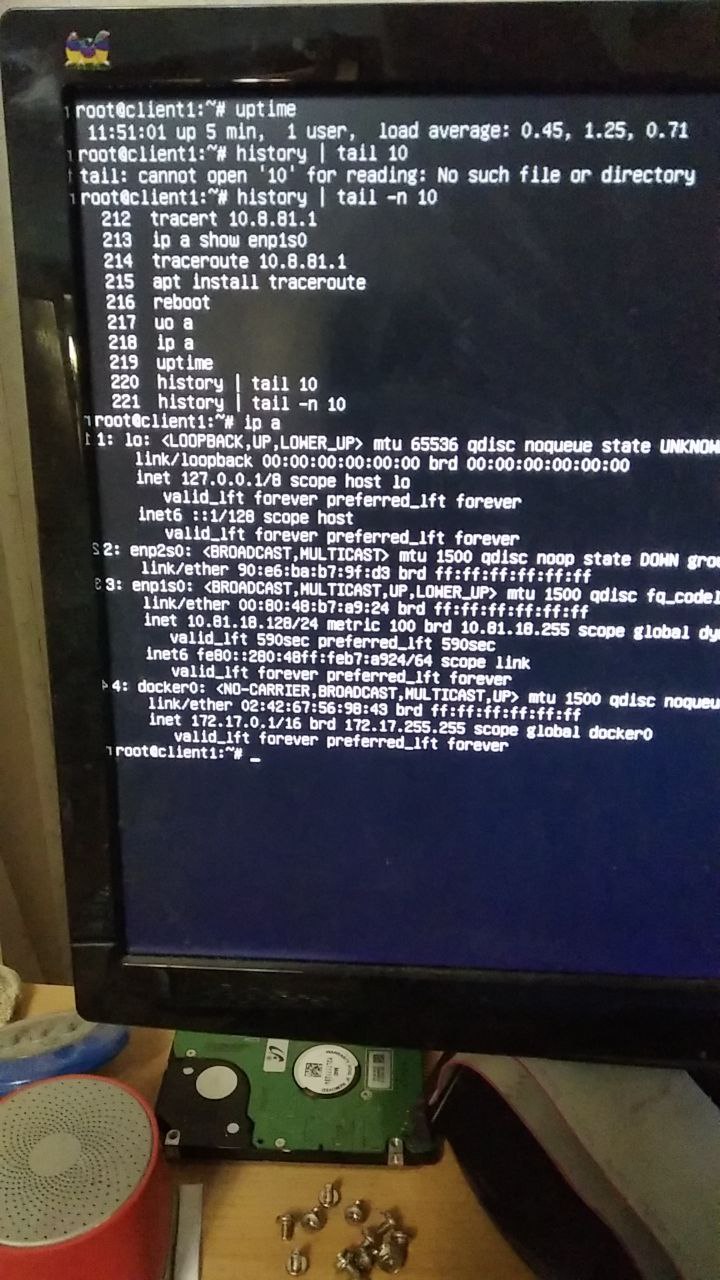 root@client1:~# uptime
11:51:01 up 5 min, 1 user, load average: 0.45, 1.25, 0.71
root@client1:~# history | tail 10
tail: cannot open '10' for reading: No such file or directory
root@client1:~# history | tail -n 10
212 tracert 10.8.81.1
213 ip a show enp1s0
214 traceroute 10.8.81.1
215 apt install traceroute
216 reboot
217 uo a
218 ip a
219 uptime
220 history | tail 10
221 history | tail -n 10
root@client1:~# ip a
1: lo: <LOOPBACK,UP,LOWER_UP> mtu 65536 qdisc noqueue state UNKNOWN
link/loopback 00:00:00:00:00:00 brd 00:00:00:00:00:00
inet 127.0.0.1/8 scope host lo
valid_lft forever preferred_lft forever
inet6 ::1/128 scope host
valid_lft forever preferred_lft forever
2: enp2s0: <BROADCAST,MULTICAST> mtu 1500 qdisc noop state DOWN grou
link/ether 90:e6:ba:b7:9f:d3 brd ff:ff:ff:ff:ff:ff
3: enp1s0: <BROADCAST,MULTICAST,UP,LOWER_UP> mtu 1500 qdisc fq_codel
link/ether 00:80:48:b7:a9:24 brd ff:ff:ff:ff:ff:ff
inet 10.81.18.128/24 metric 100 brd 10.81.18.255 scope global dy
valid_lft 590sec preferred_lft 590sec
inet6 fe80::280:48ff:feb7:a924/64 scope link
valid_lft forever preferred_lft forever
4: docker0: <NO-CARRIER,BROADCAST,MULTICAST,UP> mtu 1500 qdisc noqueu
link/ether 02:42:67:56:98:43 brd ff:ff:ff:ff:ff:ff
inet 172.17.0.1/16 brd 172.17.255.255 scope global docker0
valid_lft forever preferred_lft forever
root@client1:~# _